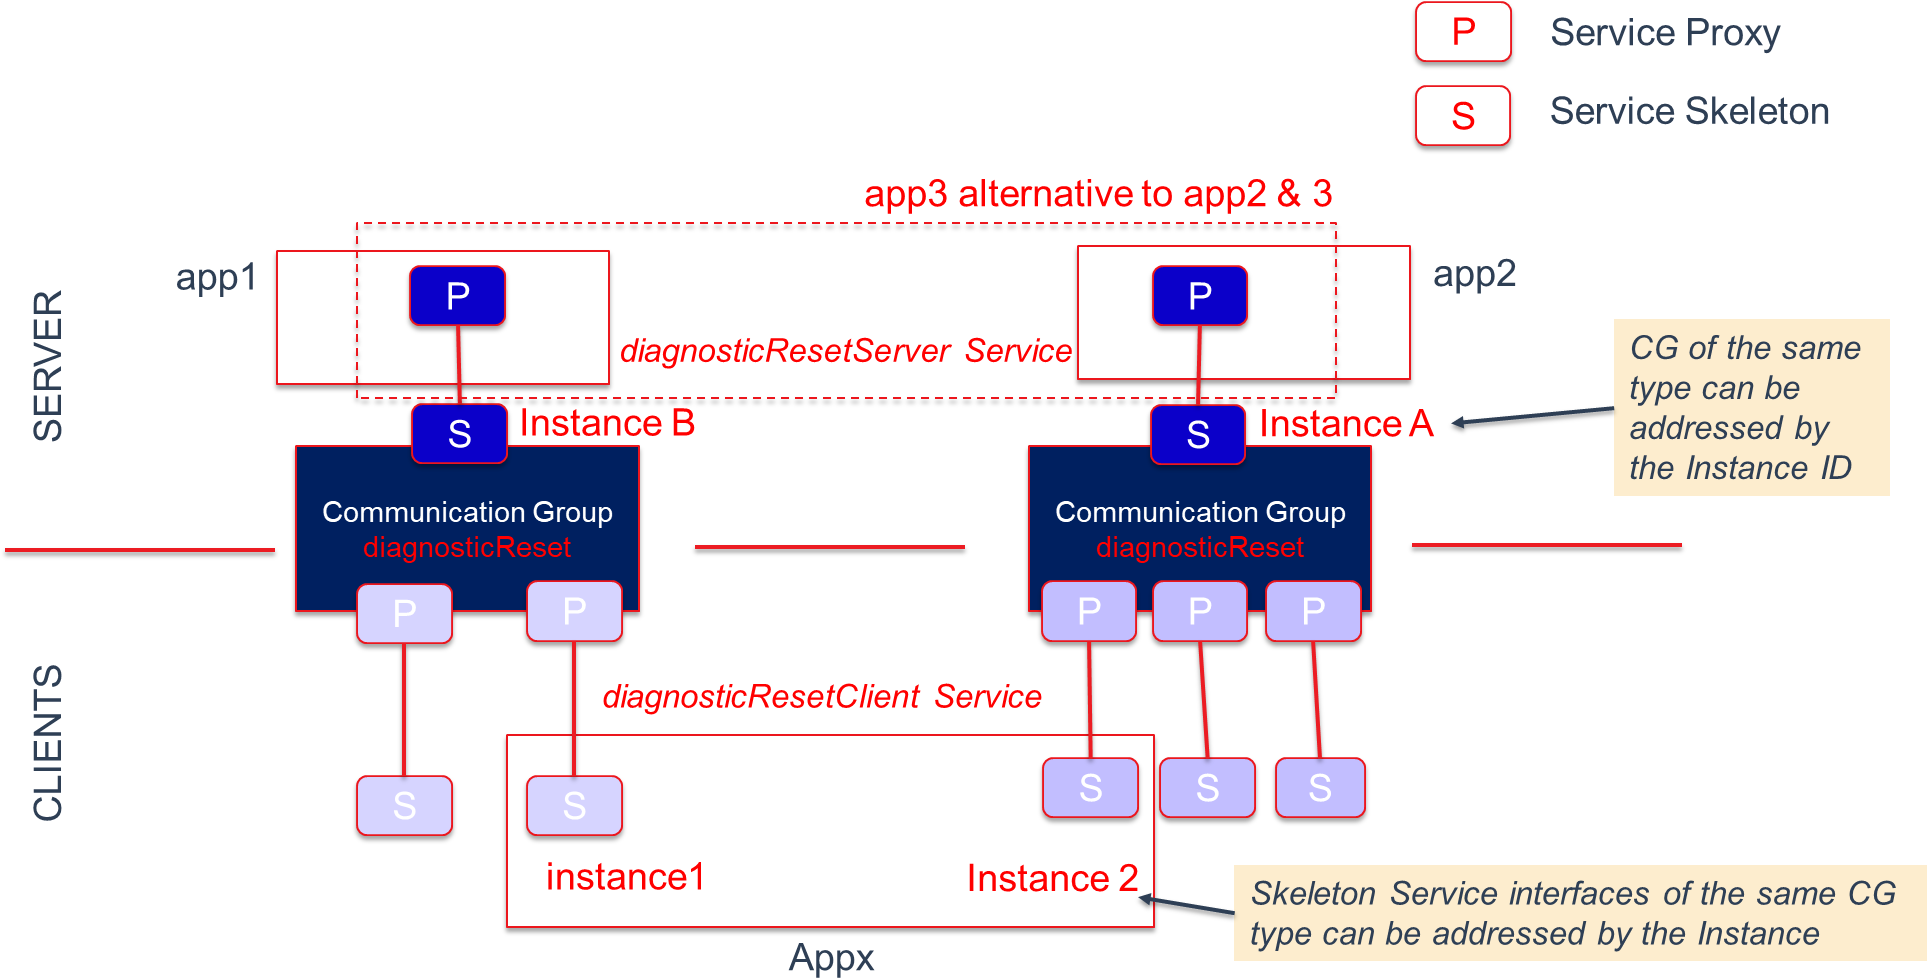 P
Service Proxy
S
Service Skeleton
app3 alternative to app2 & 3
app1
P
P
app2
SERVER
diagnosticResetServer Service
CG of the same
type can be
addressed by
the Instance ID
S
Instance B
S
Instance A
Communication Group
diagnosticReset
Communication Group
diagnosticReset
P
P
P
P
P
CLIENTS
diagnosticResetClient Service
S
S
S
S
S
instance1
Instance 2
Skeleton Service interfaces of the same CG
type can be addressed by the Instance
Appx